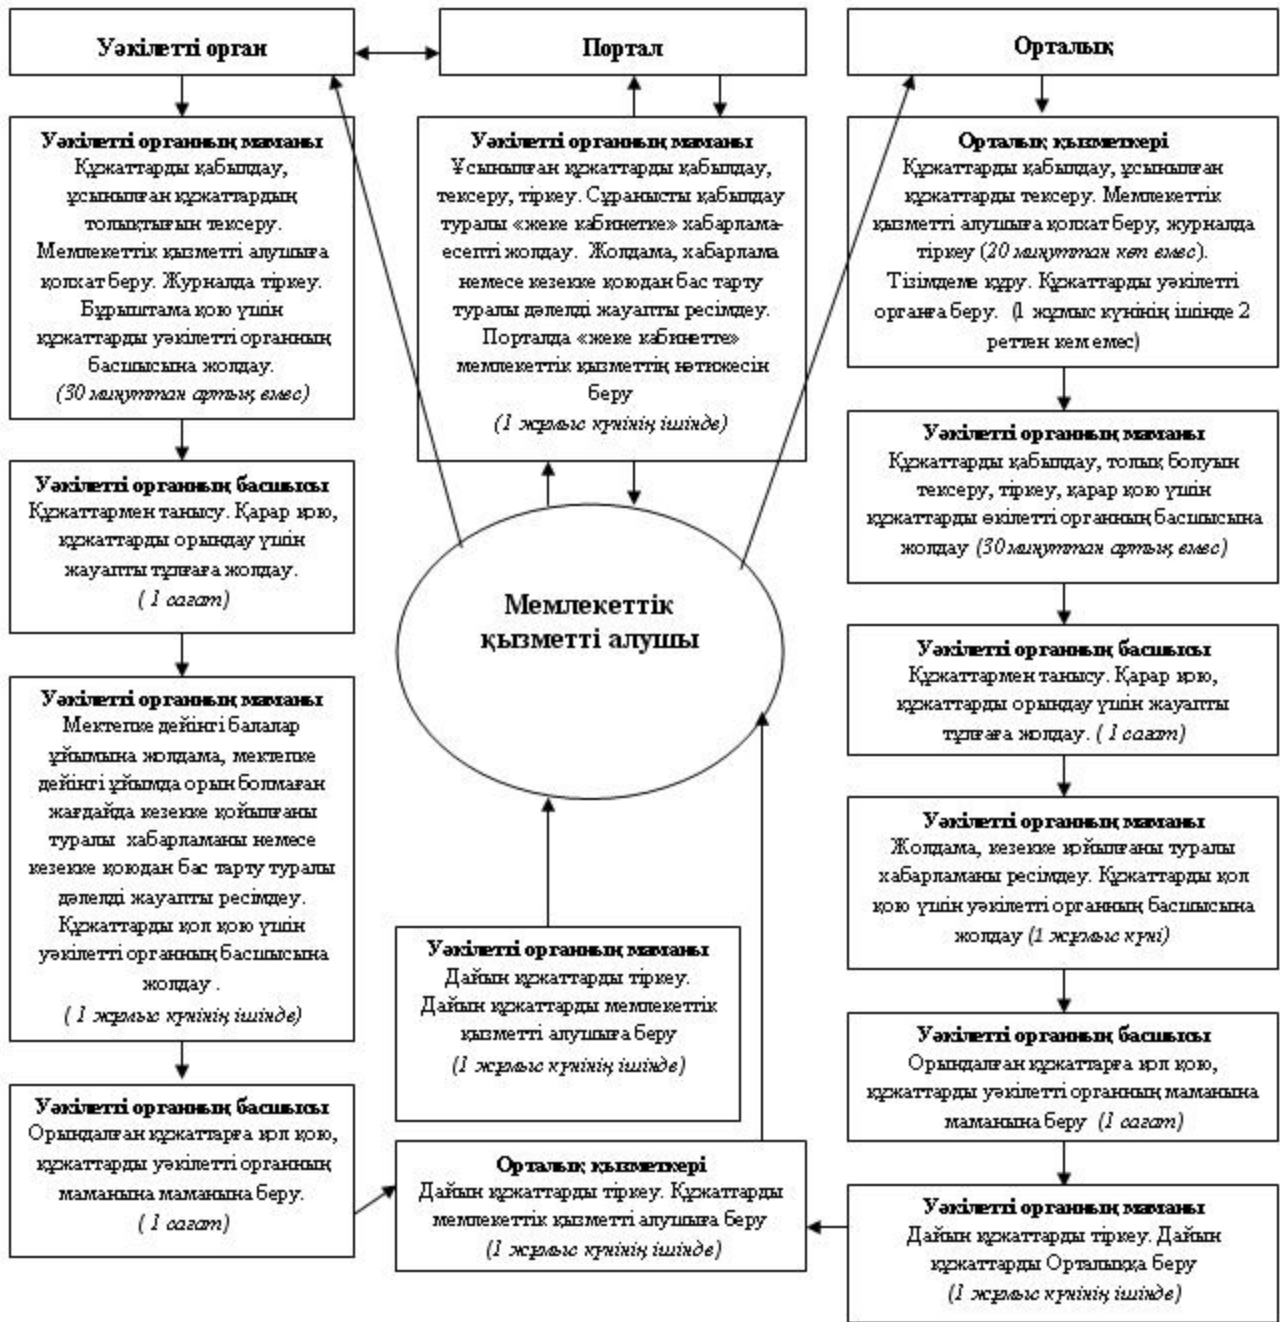 Уәкілетті орган
Портал
Орталық
Уәкілетті органның маманы
Құжаттарды қабылдау,
ұсынылған құжаттардың
толықтығын тексеру.
Мемлекеттік қызметті алушыға
қолхат беру. Журналда тіркеу.
Бұрыштама қою үшін
құжаттарды уәкілетті органның
басшысына жолдау.
(30 минуттан артық емес)
Уәкілетті органның басшысы
Құжаттармен танысу. Қарар қою,
құжаттарды орындау үшін
жауапты тұлғаға жолдау.
( 1 сағат)
Уәкілетті органның маманы
Мектепке дейінгі балалар
ұйымына жолдама, мектепке
дейінгі ұйымда орын болмаған
жағдайда кезекке қойылғаны
туралы хабарламаны немесе
кезекке қоюдан бас тарту туралы
дәлелді жауапты ресімдеу.
Құжаттарды қол қою үшін
уәкілетті органның басшысына
жолдау .
( 1 жұмыс күнінің ішінде)
Уәкілетті органның басшысы
Орындалған құжаттарға қол қою,
құжаттарды уәкілетті органның
маманына маманына беру.
( 1 сағат)
Уәкілетті органның маманы
Ұсынылған құжаттарды қабылдау,
тексеру, тіркеу. Сұранысты қабылдау
туралы «жеке кабинетке» хабарлама-
есепті жолдау. Жолдама, хабарлама
немесе кезекке қоюдан бас тарту
туралы дәлелді жауапты ресімдеу.
Порталда «жеке кабинетте»
мемлекеттік қызметтің нәтижесін
беру
(1 жұмыс күнінің ішінде)
Мемлекеттік
қызметті алушы
Уәкілетті органның маманы
Дайын құжаттарды тіркеу.
Дайын құжаттарды мемлекеттік
қызметті алушыға беру
(1 жұмыс күнінің ішінде)
Орталық қызметкері
Дайын құжаттарды тіркеу. Құжаттарды
мемлекеттік қызметті алушыға беру
(1 жұмыс күнінің ішінде)
Орталық қызметкері
Құжаттарды қабылдау, ұсынылған
құжаттарды тексеру. Мемлекеттік
қызметті алушыға қолхат беру, журналда
тіркеу (20 минуттан көп емес).
Тізімдеме құру. Құжаттарды уәкілетті
органға беру. (1 жұмыс күнінің ішінде 2
реттен кем емес)
Уәкілетті органның маманы
Құжаттарды қабылдау, толық болуын
тексеру, тіркеу, қарар қою үшін
құжаттарды өкілетті органның басшысына
жолдау (30 минуттан артық емес)
Уәкілетті органның басшысы
Құжаттармен танысу. Қарар қою,
құжаттарды орындау үшін жауапты
тұлғаға жолдау. ( 1 сағат)
Уәкілетті органның маманы
Жолдама, кезекке қойылғаны туралы
хабарламаны ресімдеу. Құжаттарды қол
қою үшін уәкілетті органның басшысына
жолдау (1 жұмыс күні)
Уәкілетті органның басшысы
Орындалған құжаттарға қол қою,
құжаттарды уәкілетті органның маманына
маманына беру (1 сағат)
Уәкілетті органның маманы
Дайын құжаттарды тіркеу. Дайын
құжаттарды Орталыққа беру
(1 жұмыс күнінің ішінде)